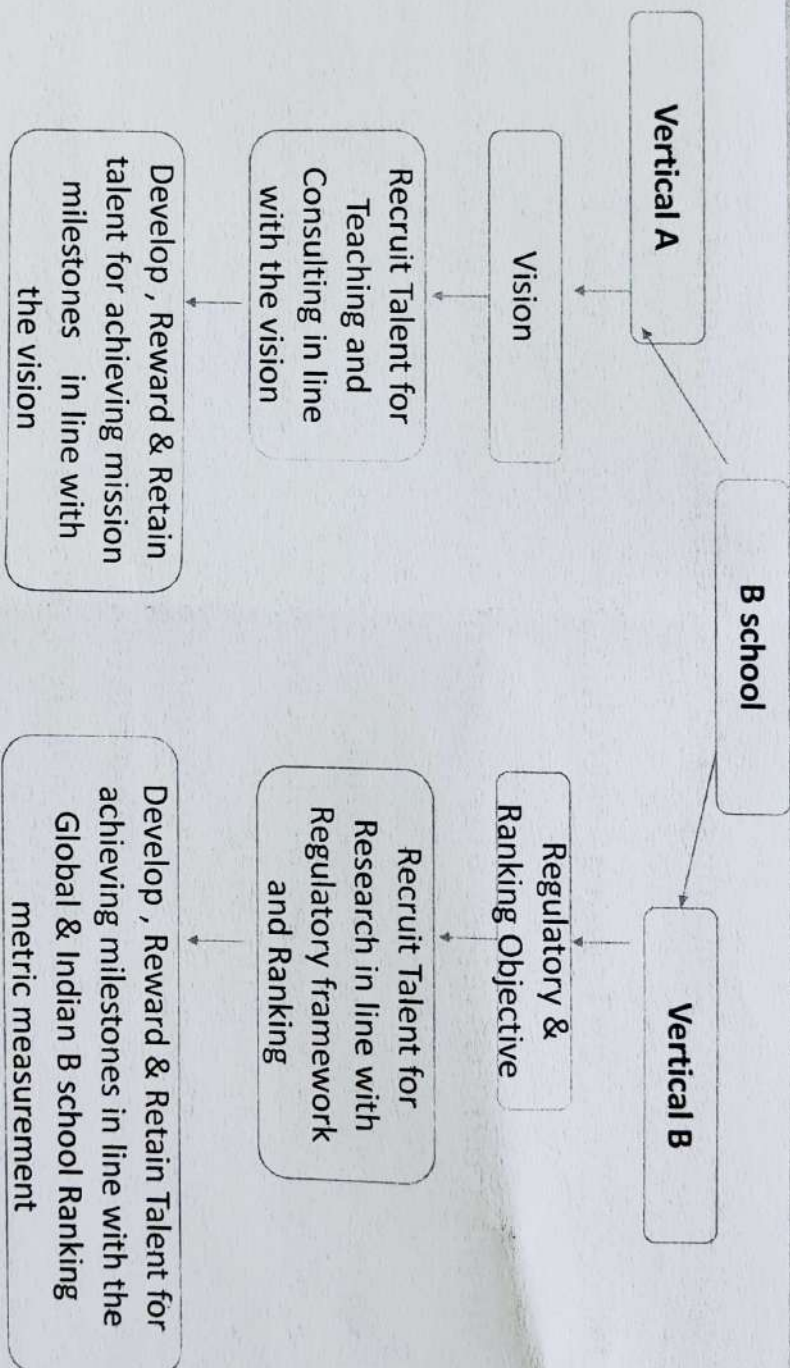 B school
Vertical A
Vision
Recruit Talent for
Teaching and
Consulting in line
with the vision
Develop , Reward & Retain
talent for achieving mission
milestones in line with
the vision
Vertical B
Regulatory &
Ranking Objective
Recruit Talent for
Research in line with
Regulatory framework
and Ranking
Develop , Reward & Retain Talent for
achieving milestones in line with the
Global & Indian B school Ranking
metric measurement